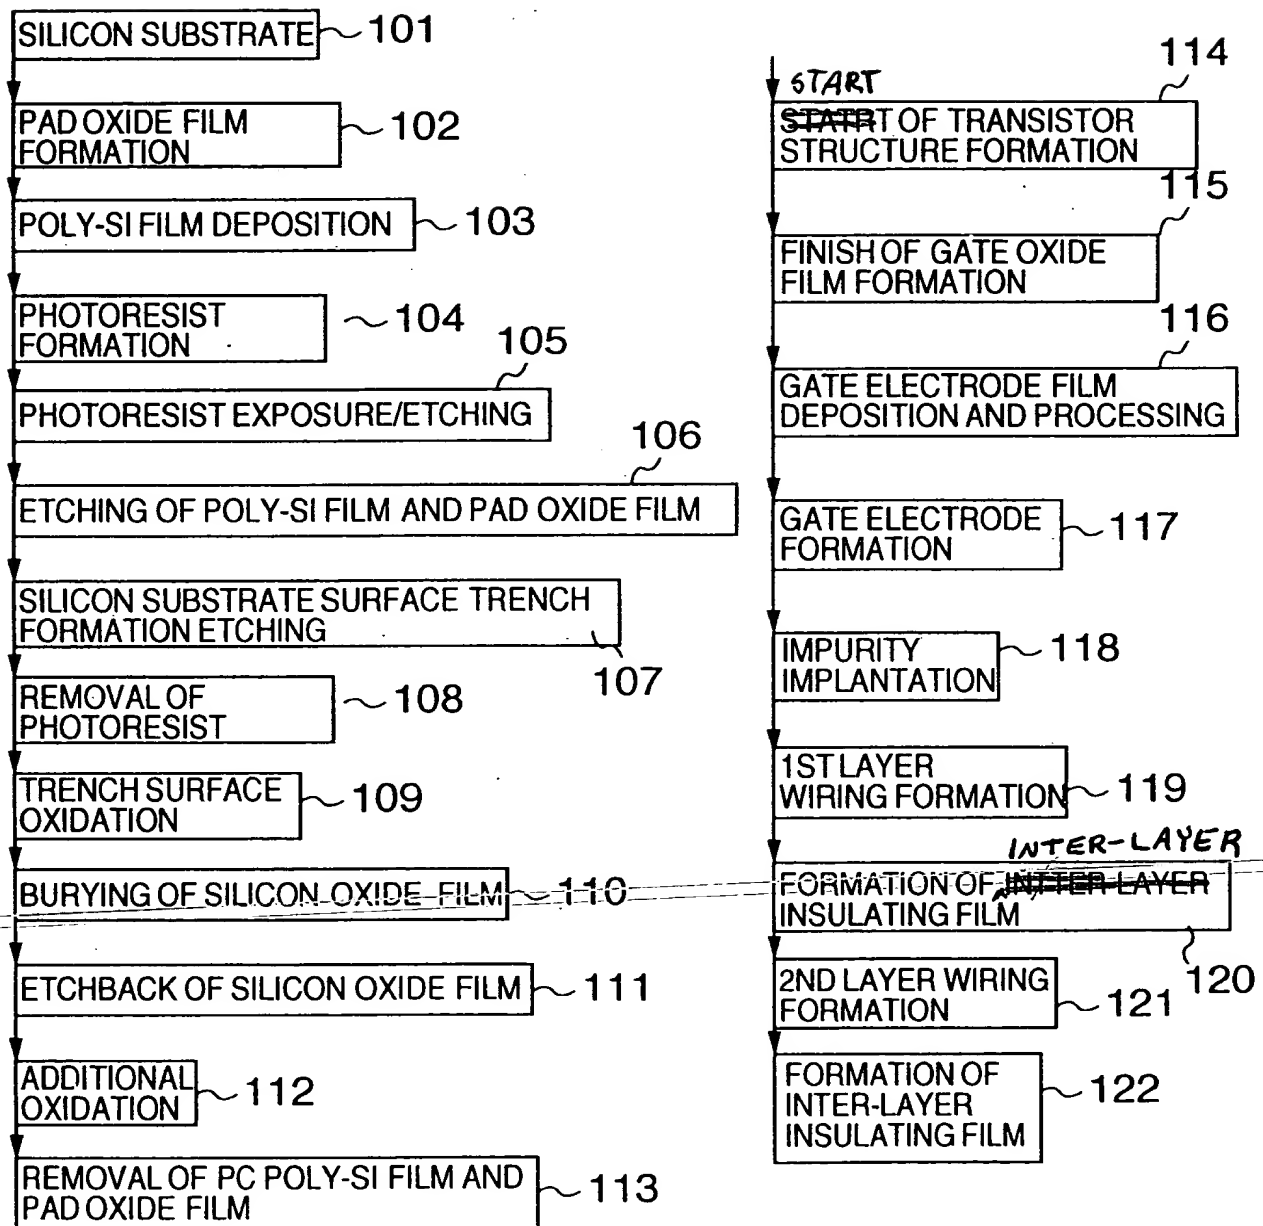 SILICON SUBSTRATE 101
PAD OXIDE FILM
FORMATION 102
POLY-SI FILM DEPOSITION 103
PHOTORESIST
FORMATION 104
105
PHOTORESIST EXPOSURE/ETCHING
106
ETCHING OF POLY-SI FILM AND PAD OXIDE FILM
SILICON SUBSTRATE SURFACE TRENCH
FORMATION ETCHING
107
REMOVAL OF
PHOTORESIST 108
TRENCH SURFACE
OXIDATION 109
BURYING OF SILICON OXIDE FILM 110
ETCHBACK OF SILICON OXIDE FILM 111
ADDITIONAL
OXIDATION 112
REMOVAL OF PC POLY-SI FILM AND
PAD OXIDE FILM 113
114
START
STATRT OF TRANSISTOR
STRUCTURE FORMATION
115
FINISH OF GATE OXIDE
FILM FORMATION
116
GATE ELECTRODE FILM
DEPOSITION AND PROCESSING
GATE ELECTRODE
FORMATION 117
IMPURITY
IMPLANTATION 118
1ST LAYER
WIRING FORMATION 119
INTER-LAYER
FORMATION OF INTTER-LAYER
INSULATING FILM
120
2ND LAYER WIRING
FORMATION 121
FORMATION OF
INTER-LAYER
INSULATING FILM 122